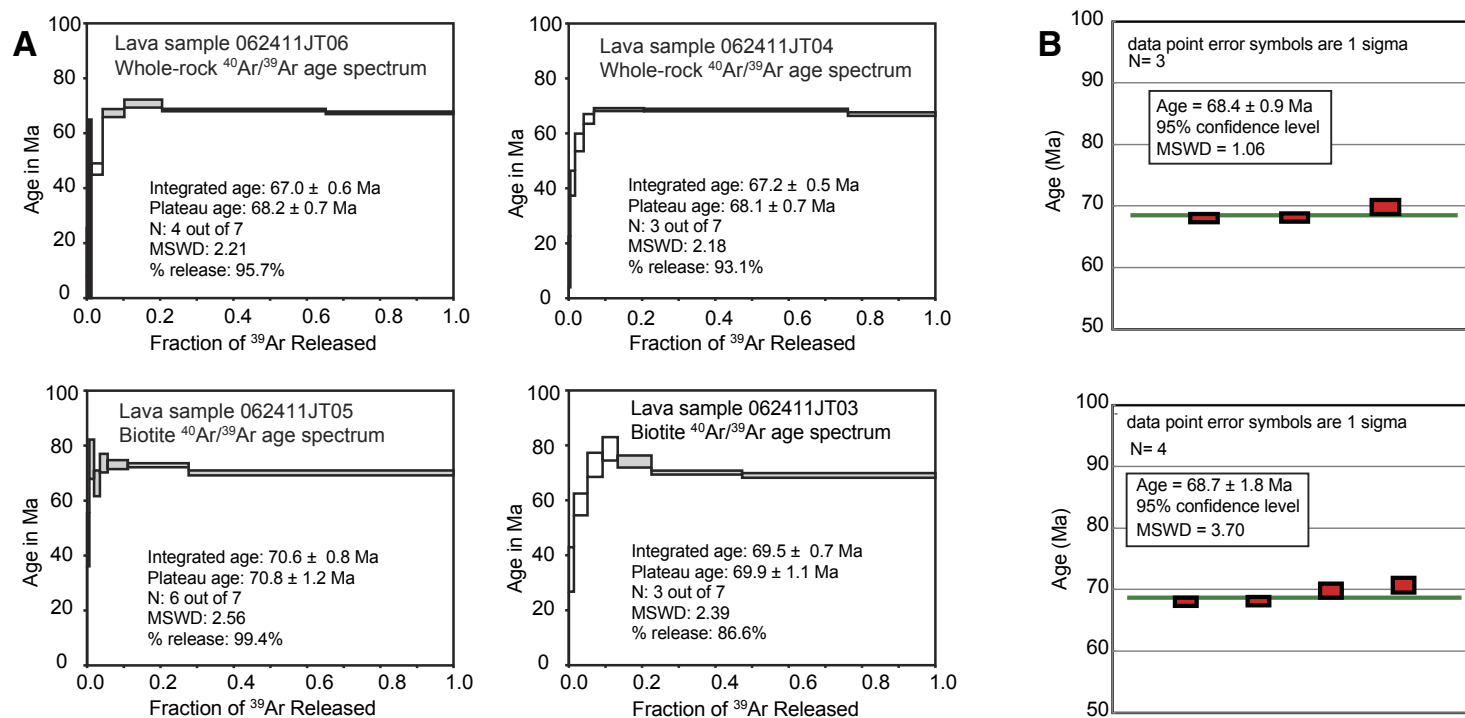 A
Lava sample 062411JT06
Whole-rock ⁴⁰Ar/³⁹Ar age spectrum
100
80
60
40
20
0
Age in Ma
Integrated age: 67.0 ± 0.6 Ma
Plateau age: 68.2 ± 0.7 Ma
N: 4 out of 7
MSWD: 2.21
% release: 95.7%
0.0 0.2 0.4 0.6 0.8 1.0
Fraction of ³⁹Ar Released
Lava sample 062411JT04
Whole-rock ⁴⁰Ar/³⁹Ar age spectrum
100
80
60
40
20
0
Age in Ma
Integrated age: 67.2 ± 0.5 Ma
Plateau age: 68.1 ± 0.7 Ma
N: 3 out of 7
MSWD: 2.18
% release: 93.1%
0.0 0.2 0.4 0.6 0.8 1.0
Fraction of ³⁹Ar Released
Lava sample 062411JT05
Biotite ⁴⁰Ar/³⁹Ar age spectrum
100
80
60
40
20
0
Age in Ma
Integrated age: 70.6 ± 0.8 Ma
Plateau age: 70.8 ± 1.2 Ma
N: 6 out of 7
MSWD: 2.56
% release: 99.4%
0.0 0.2 0.4 0.6 0.8 1.0
Fraction of ³⁹Ar Released
Lava sample 062411JT03
Biotite ⁴⁰Ar/³⁹Ar age spectrum
100
80
60
40
20
0
Age in Ma
Integrated age: 69.5 ± 0.7 Ma
Plateau age: 69.9 ± 1.1 Ma
N: 3 out of 7
MSWD: 2.39
% release: 86.6%
0.0 0.2 0.4 0.6 0.8 1.0
Fraction of ³⁹Ar Released
B
100
90
80
70
60
50
Age (Ma)
data point error symbols are 1 sigma
N= 3
Age = 68.4 ± 0.9 Ma
95% confidence level
MSWD = 1.06
100
90
80
70
60
50
Age (Ma)
data point error symbols are 1 sigma
N= 4
Age = 68.7 ± 1.8 Ma
95% confidence level
MSWD = 3.70